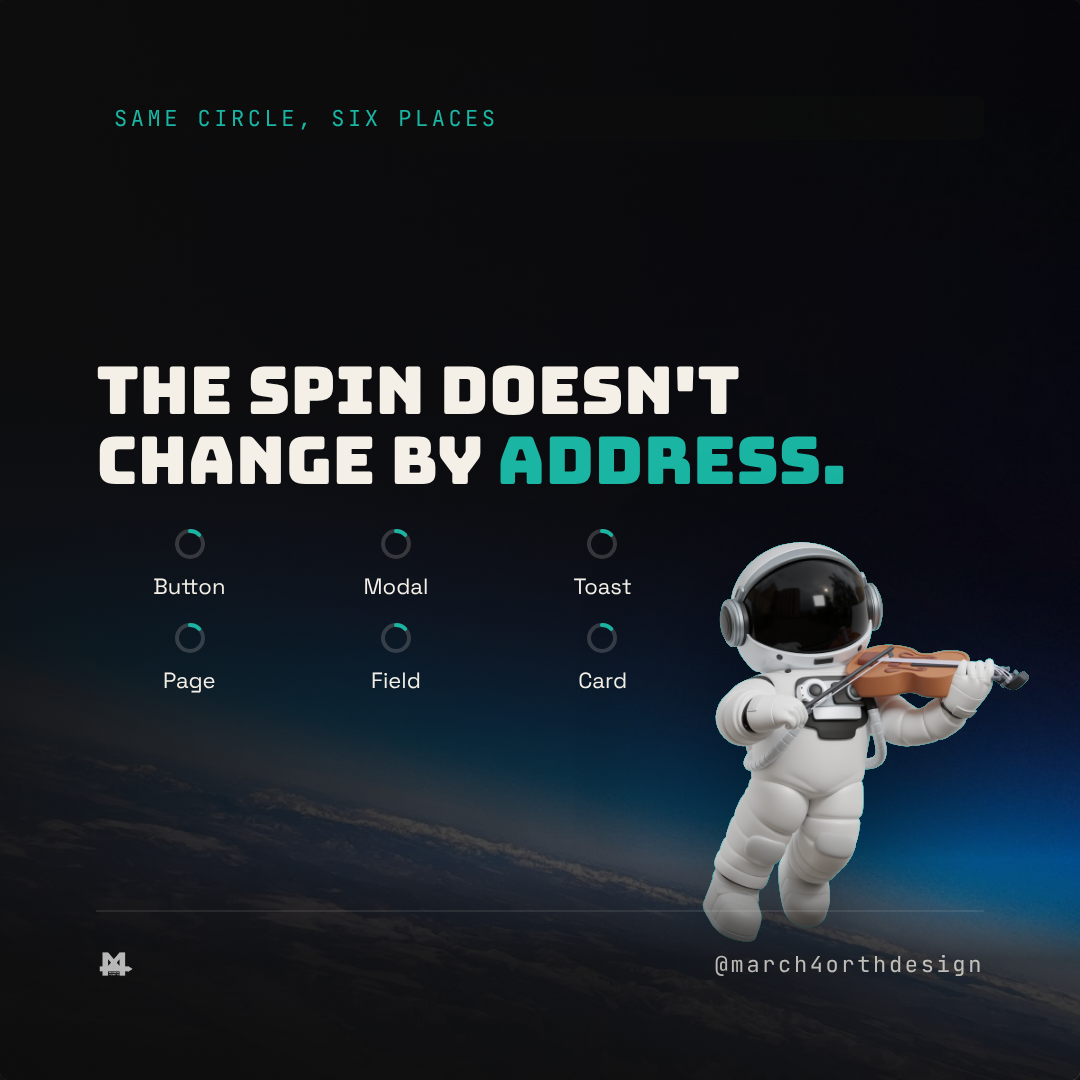 SAME CIRCLE, SIX PLACES
THE SPIN DOESN'T
CHANGE BY ADDRESS.
Button Modal Toast
Page Field Card
@march4orthdesign